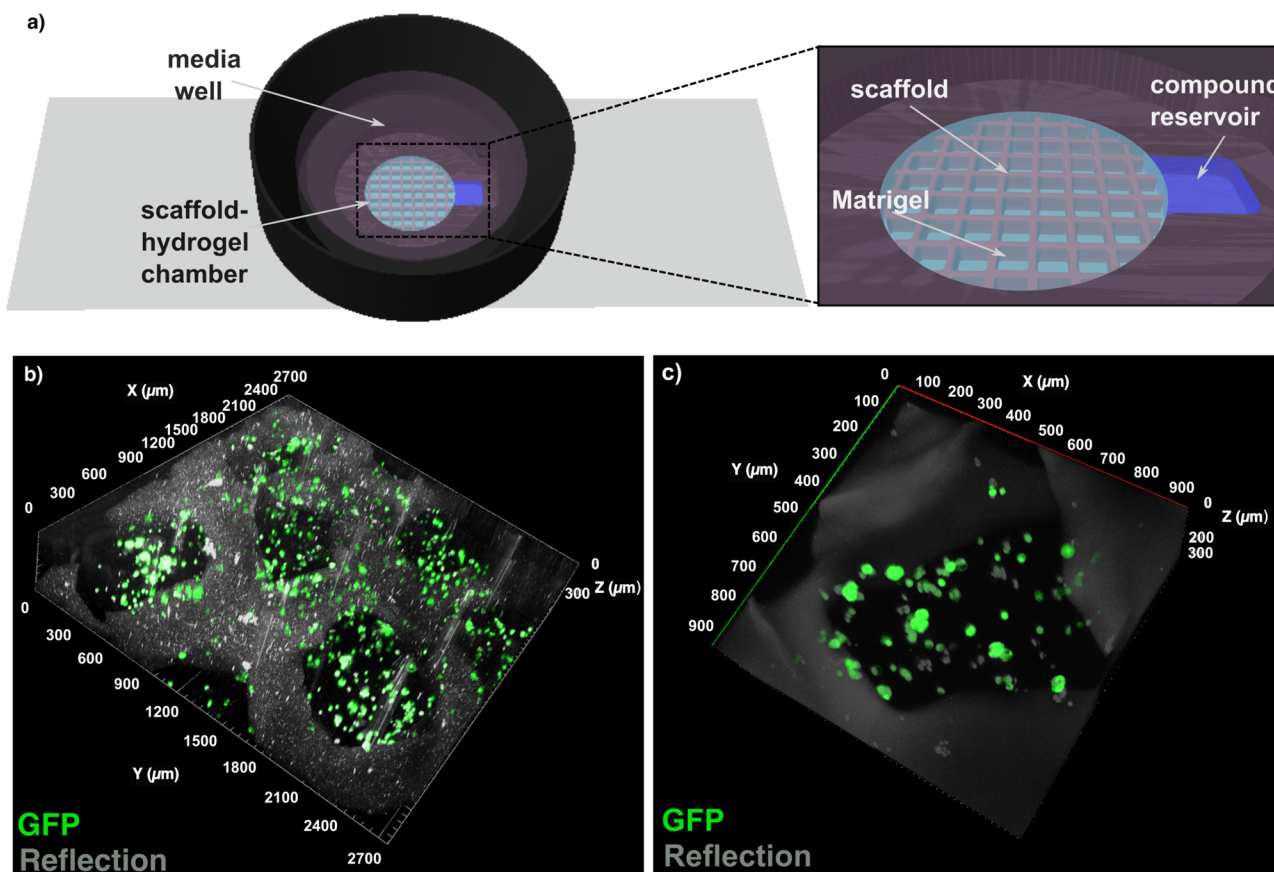 a)
media
well
scaffold-
hydrogel
chamber
scaffold
compound
reservoir
Matrigel
b)
X (µm)
2700
2400
2100
1800
1500
1200
900
600
300
0
0
300
600
900
1200
1500
1800
2100
2400
2700
Y (µm)
0
Z (µm)
300
GFP
Reflection
c)
0
100
200
300
400
500
600
700
800
900
X (µm)
100
200
300
400
500
600
700
800
900
Y (µm)
0
Z (µm)
200
300
GFP
Reflection